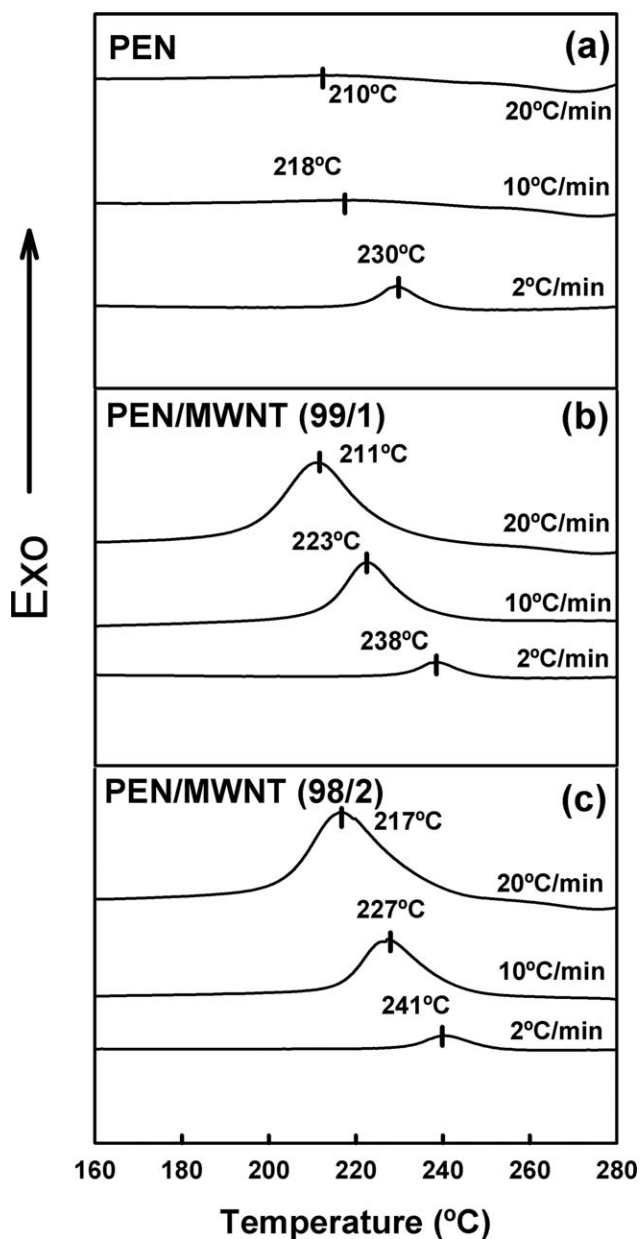 PEN
(a)
210ºC
20ºC/min
218ºC
10ºC/min
230ºC
2ºC/min
PEN/MWNT (99/1)
(b)
211ºC
20ºC/min
223ºC
10ºC/min
238ºC
2ºC/min
PEN/MWNT (98/2)
(c)
217ºC
20ºC/min
227ºC
10ºC/min
241ºC
2ºC/min
Exo
160 180 200 220 240 260 280
Temperature (ºC)